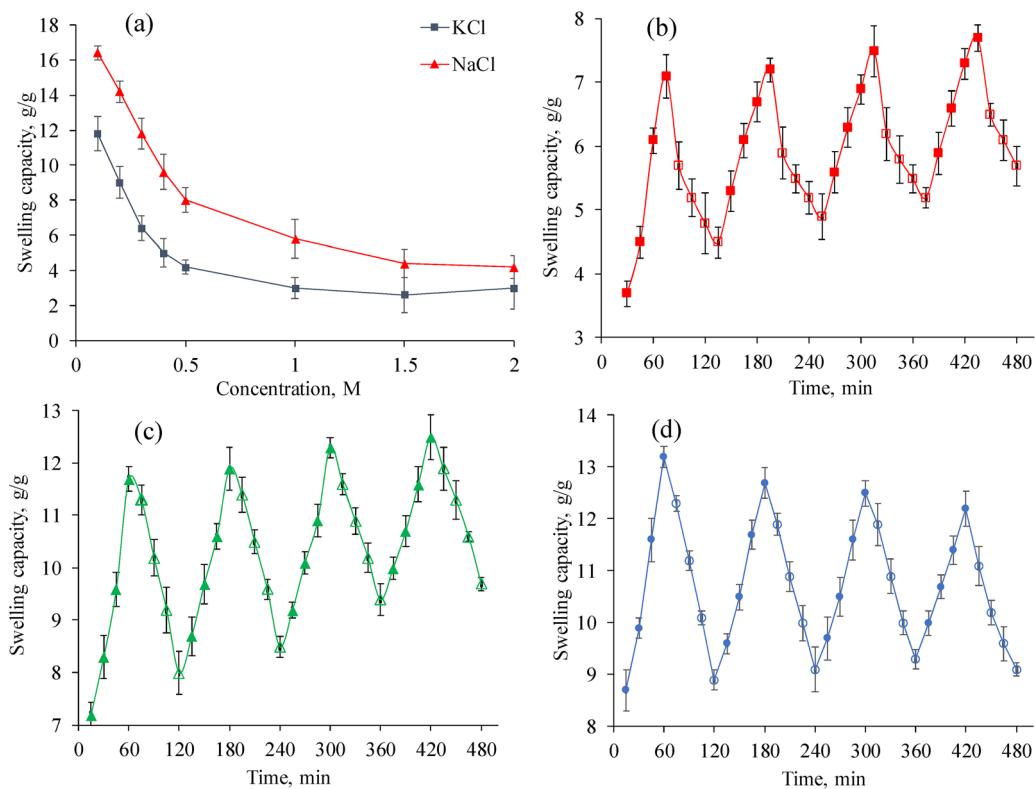 (a)
KCl
NaCl
Swelling capacity, g/g
18
16
14
12
10
8
6
4
2
0
0 0.5 1 1.5 2
Concentration, M
(b)
Swelling capacity, g/g
8
7
6
5
4
3
0 60 120 180 240 300 360 420 480
Time, min
(c)
Swelling capacity, g/g
13
12
11
10
9
8
7
0 60 120 180 240 300 360 420 480
Time, min
(d)
Swelling capacity, g/g
14
13
12
11
10
9
8
0 60 120 180 240 300 360 420 480
Time, min